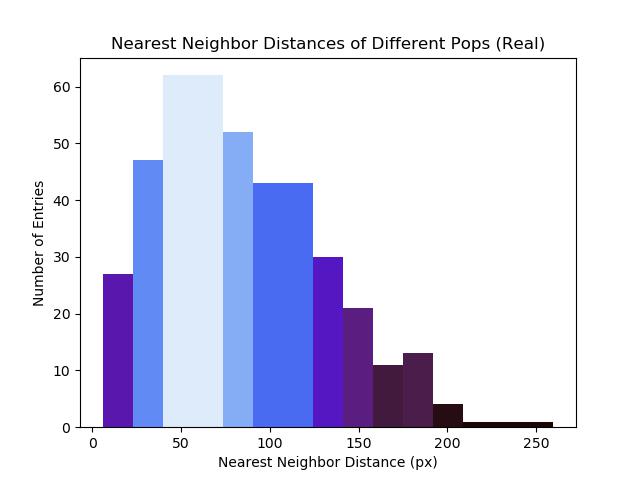 Nearest Neighbor Distances of Different Pops (Real)
60
50
40
30
20
10
0
Number of Entries
0 50 100 150 200 250
Nearest Neighbor Distance (px)